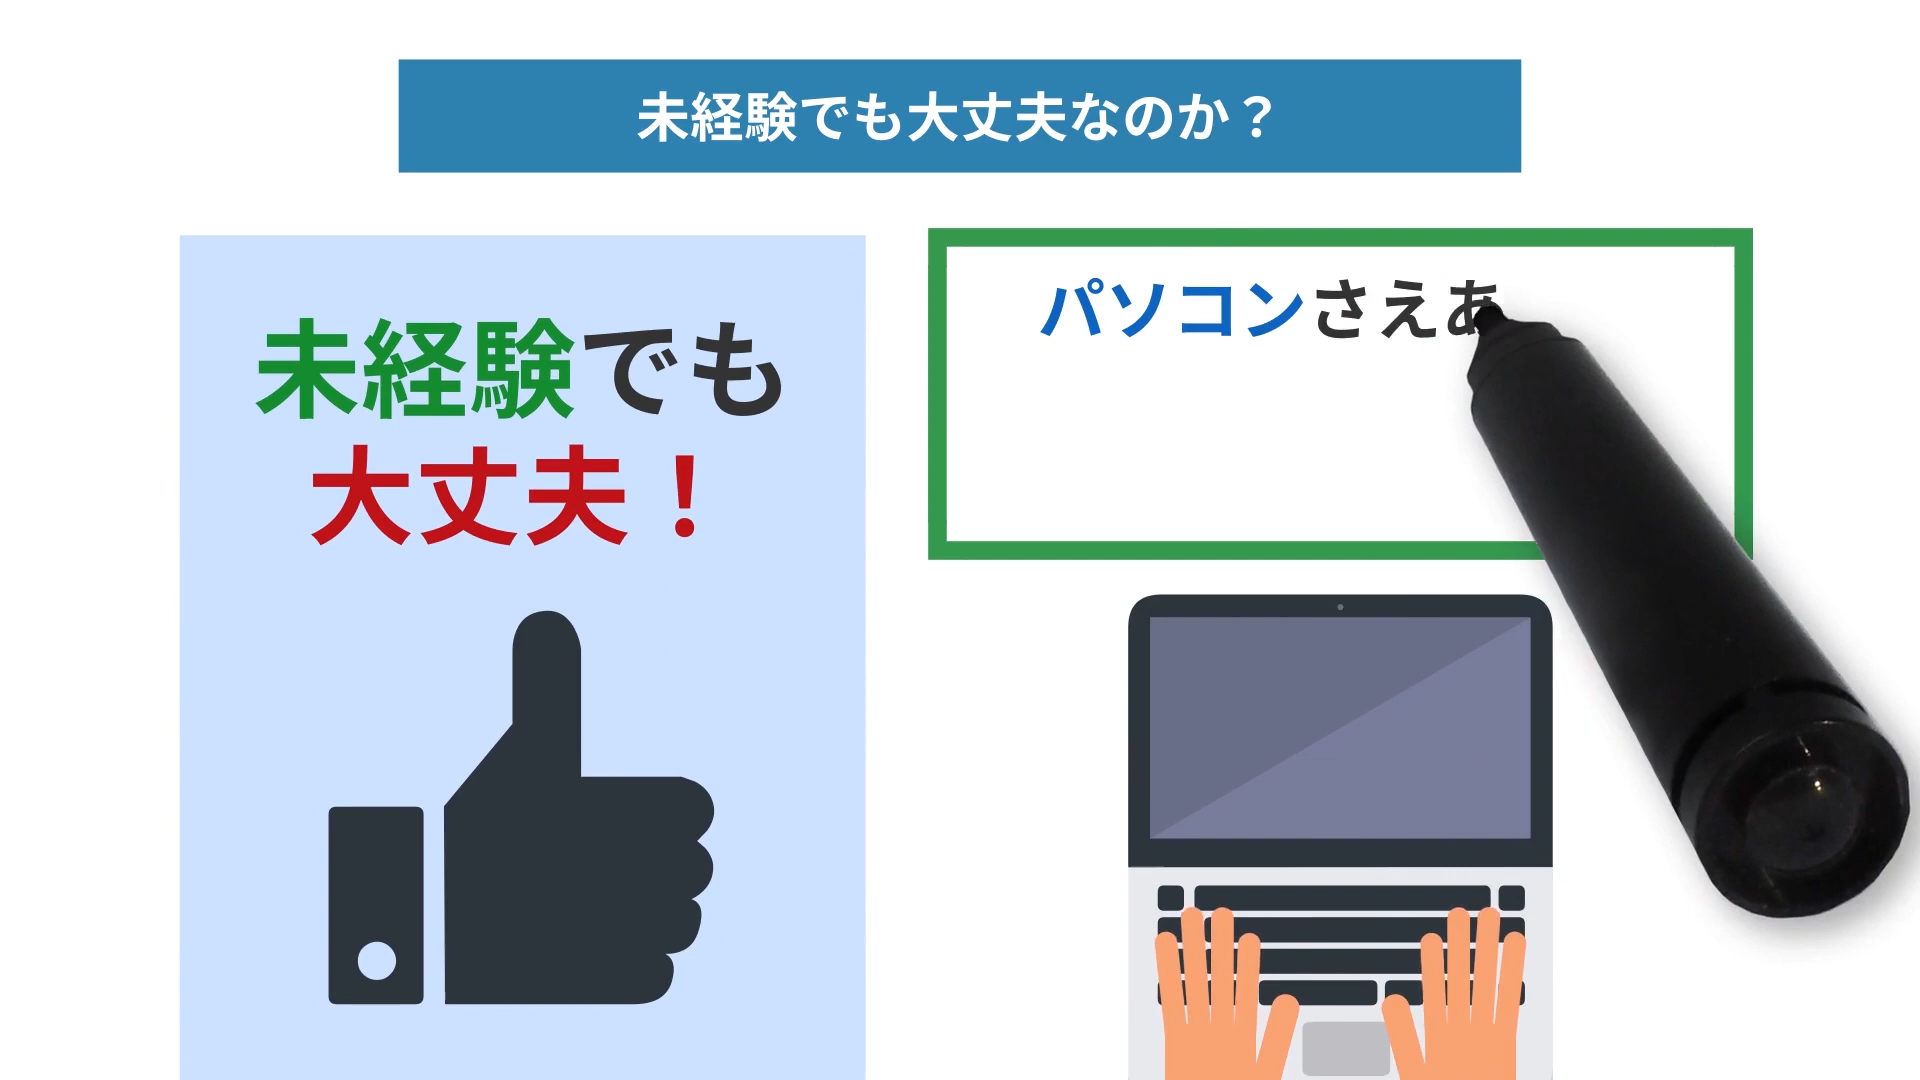 未経験でも大丈夫なのか？
未経験でも
大丈夫！
パソコンさえあ